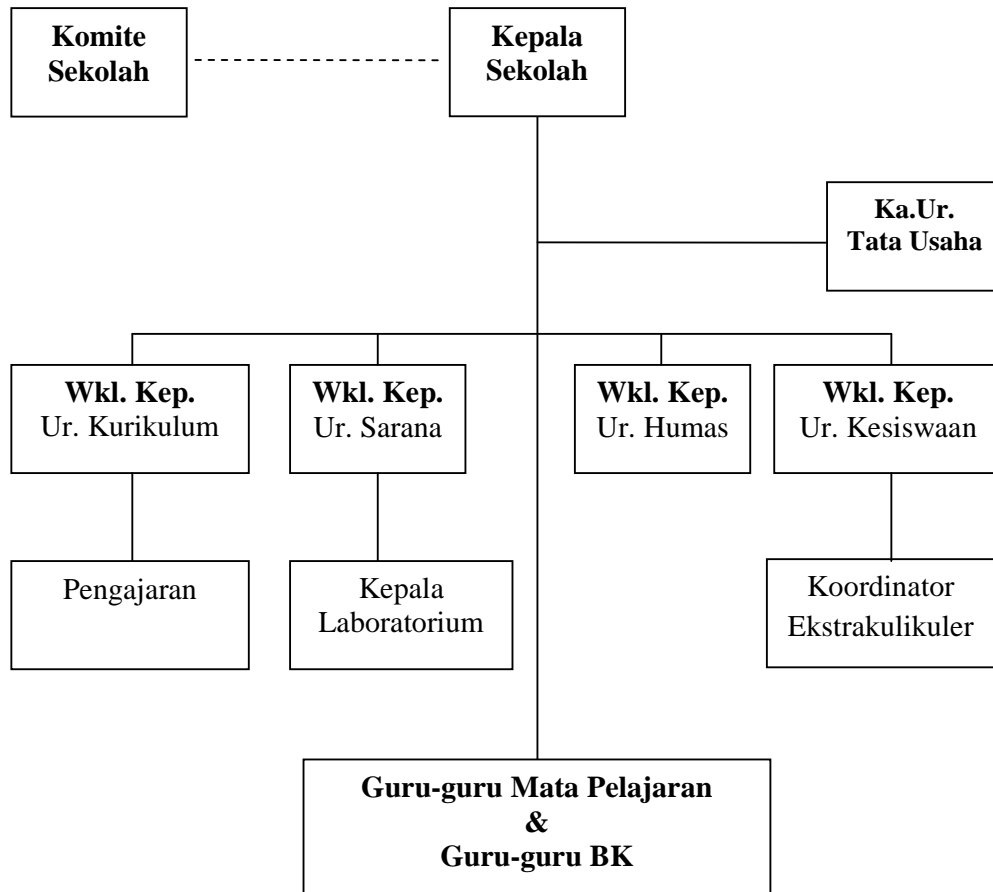 Komite
Sekolah
Kepala
Sekolah
Ka.Ur.
Tata Usaha
Wkl. Kep.
Ur. Kurikulum
Wkl. Kep.
Ur. Sarana
Wkl. Kep.
Ur. Humas
Wkl. Kep.
Ur. Kesiswaan
Pengajaran
Kepala
Laboratorium
Koordinator
Ekstrakulikuler
Guru-guru Mata Pelajaran
&
Guru-guru BK